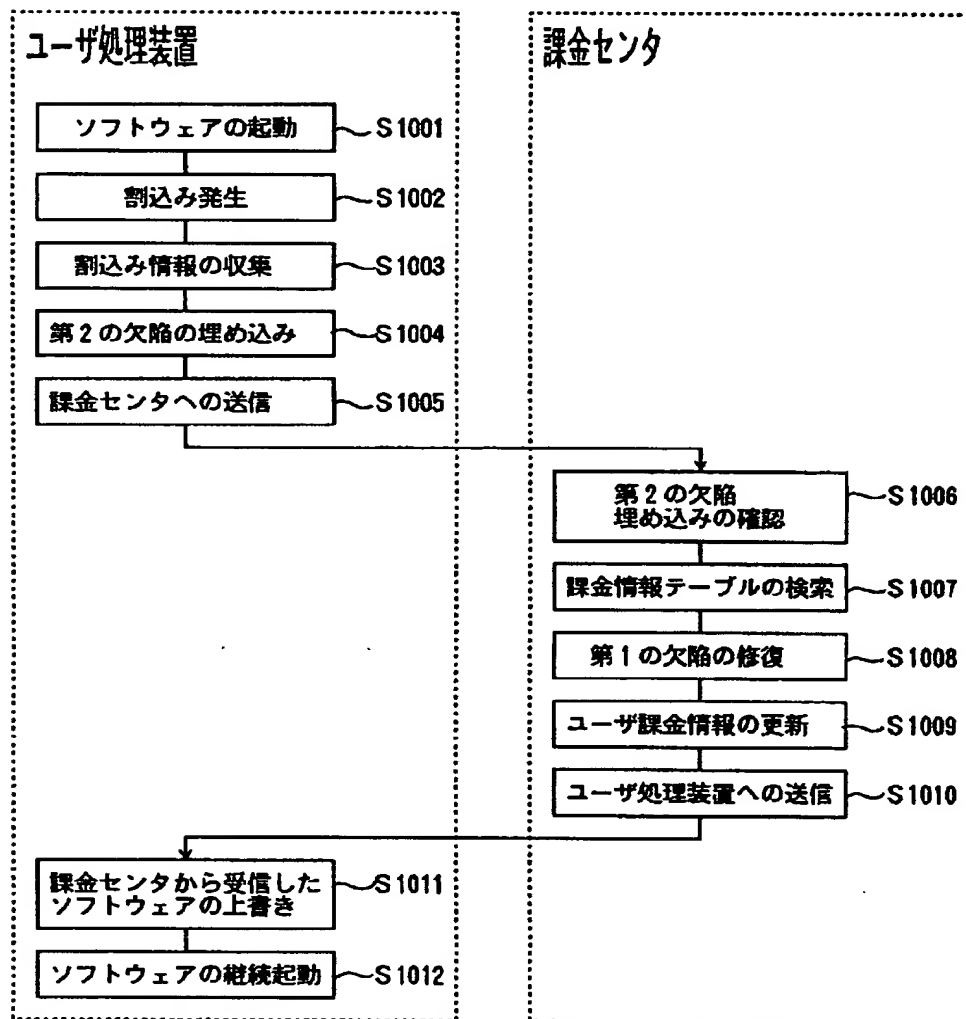 ユーザ処理装置
ソフトウェアの起動 S1001
割込み発生 S1002
割込み情報の収集 S1003
第2の欠陥の埋め込み S1004
課金センタへの送信 S1005
課金センタ
第2の欠陥
埋め込みの確認 S1006
課金情報テーブルの検索 S1007
第1の欠陥の修復 S1008
ユーザ課金情報の更新 S1009
ユーザ処理装置への送信 S1010
課金センタから受信した
ソフトウェアの上書き S1011
ソフトウェアの継続起動 S1012